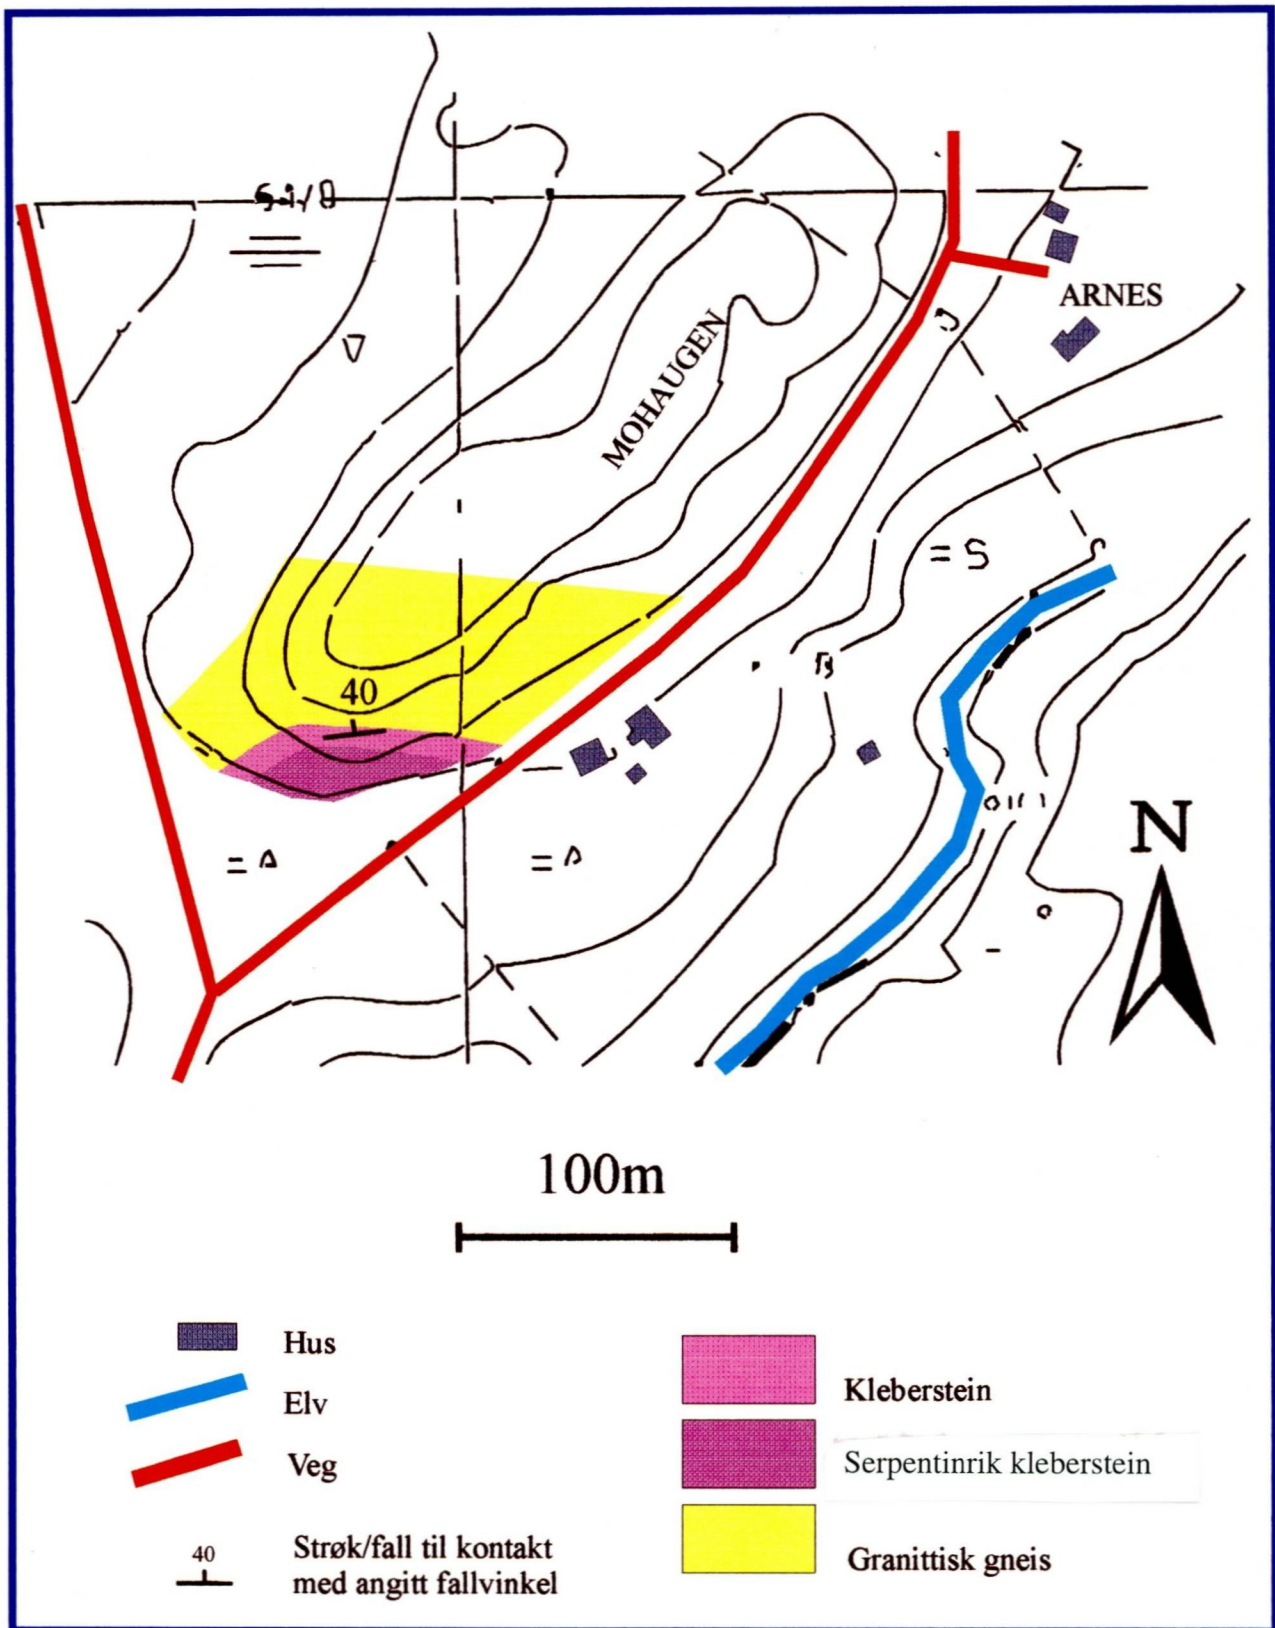 ARNES
MOHAUGEN
40
N
100m
Hus
Elv
Veg
40
Strøk/fall til kontakt
med angitt fallvinkel
Kleberstein
Serpentinrik kleberstein
Granittisk gneis